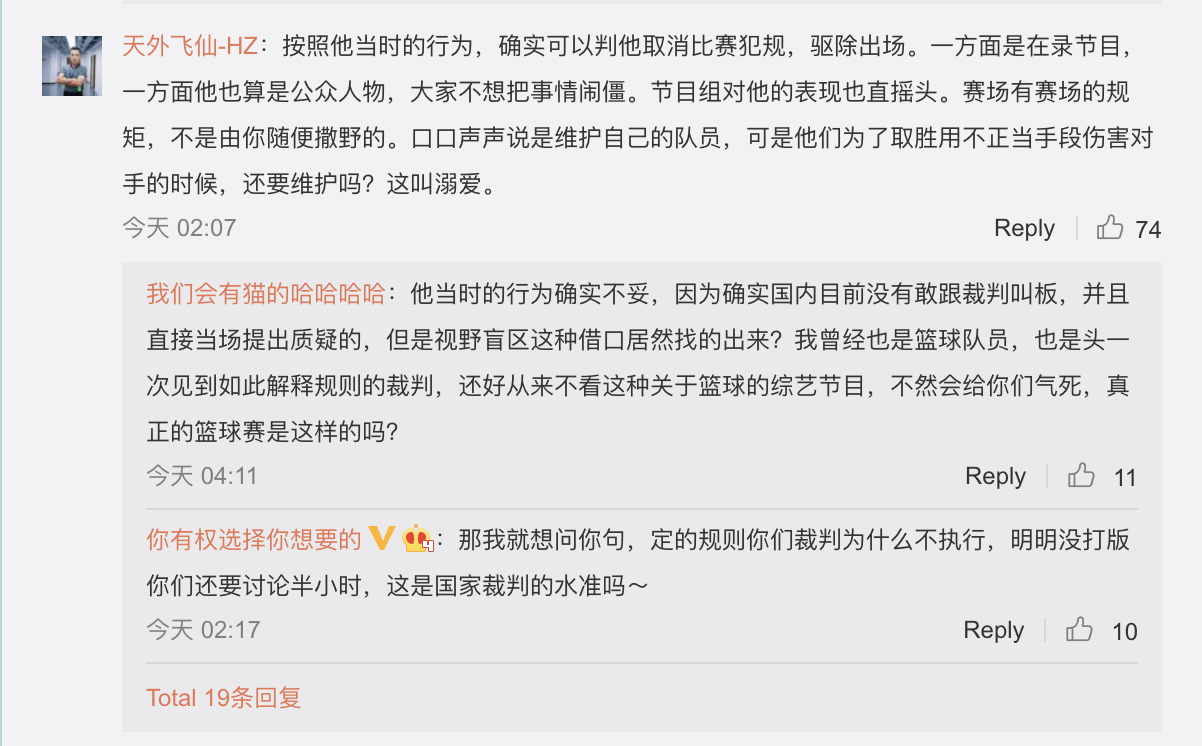 天外飞仙-HZ：按照他当时的行为，确实可以判他取消比赛犯规，驱除出场。一方面是在录节目，
一方面他也算是公众人物，大家不想把事情闹僵。节目组对他的表现也直摇头。赛场有赛场的规
矩，不是由你随便撒野的。口口声声说是维护自己的队员，可是他们为了取胜用不正当手段伤害对
手的时候，还要维护吗？这叫溺爱。
今天 02:07 Reply 74
我们会有猫的哈哈哈哈：他当时的行为确实不妥，因为确实国内目前没有敢跟裁判叫板，并且
直接当场提出质疑的，但是视野盲区这种借口居然找的出来？我曾经也是篮球队员，也是头一
次见到如此解释规则的裁判，还好从来不看这种关于篮球的综艺节目，不然会给你们气死，真
正的篮球赛是这样的吗？
今天 04:11 Reply 11
你有权选择你想要的：那我就想问你句，定的规则你们裁判为什么不执行，明明没打版
你们还要讨论半小时，这是国家裁判的水准吗～
今天 02:17 Reply 10
Total 19条回复